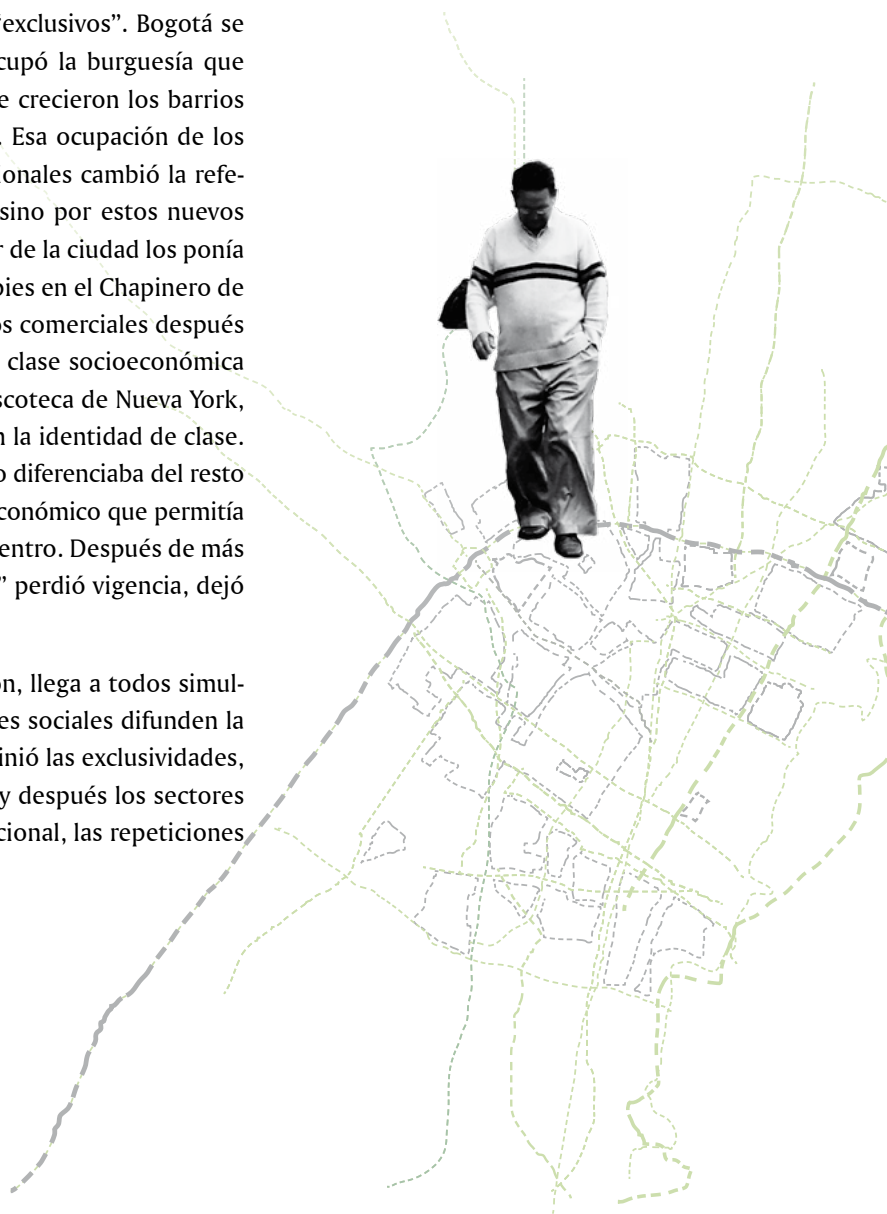 exclusivos”. Bogotá se
cupó la burguesía que
e crecieron los barrios
. Esa ocupación de los
ionales cambió la refe-
sino por estos nuevos
r de la ciudad los ponía
pies en el Chapinero de
os comerciales después
clase socioeconómica
scoteca de Nueva York,
n la identidad de clase.
o diferenciaba del resto
conómico que permitía
entro. Después de más
” perdió vigencia, dejó
ón, llega a todos simul-
es sociales difunden la
inió las exclusividades,
y después los sectores
cional, las repeticiones